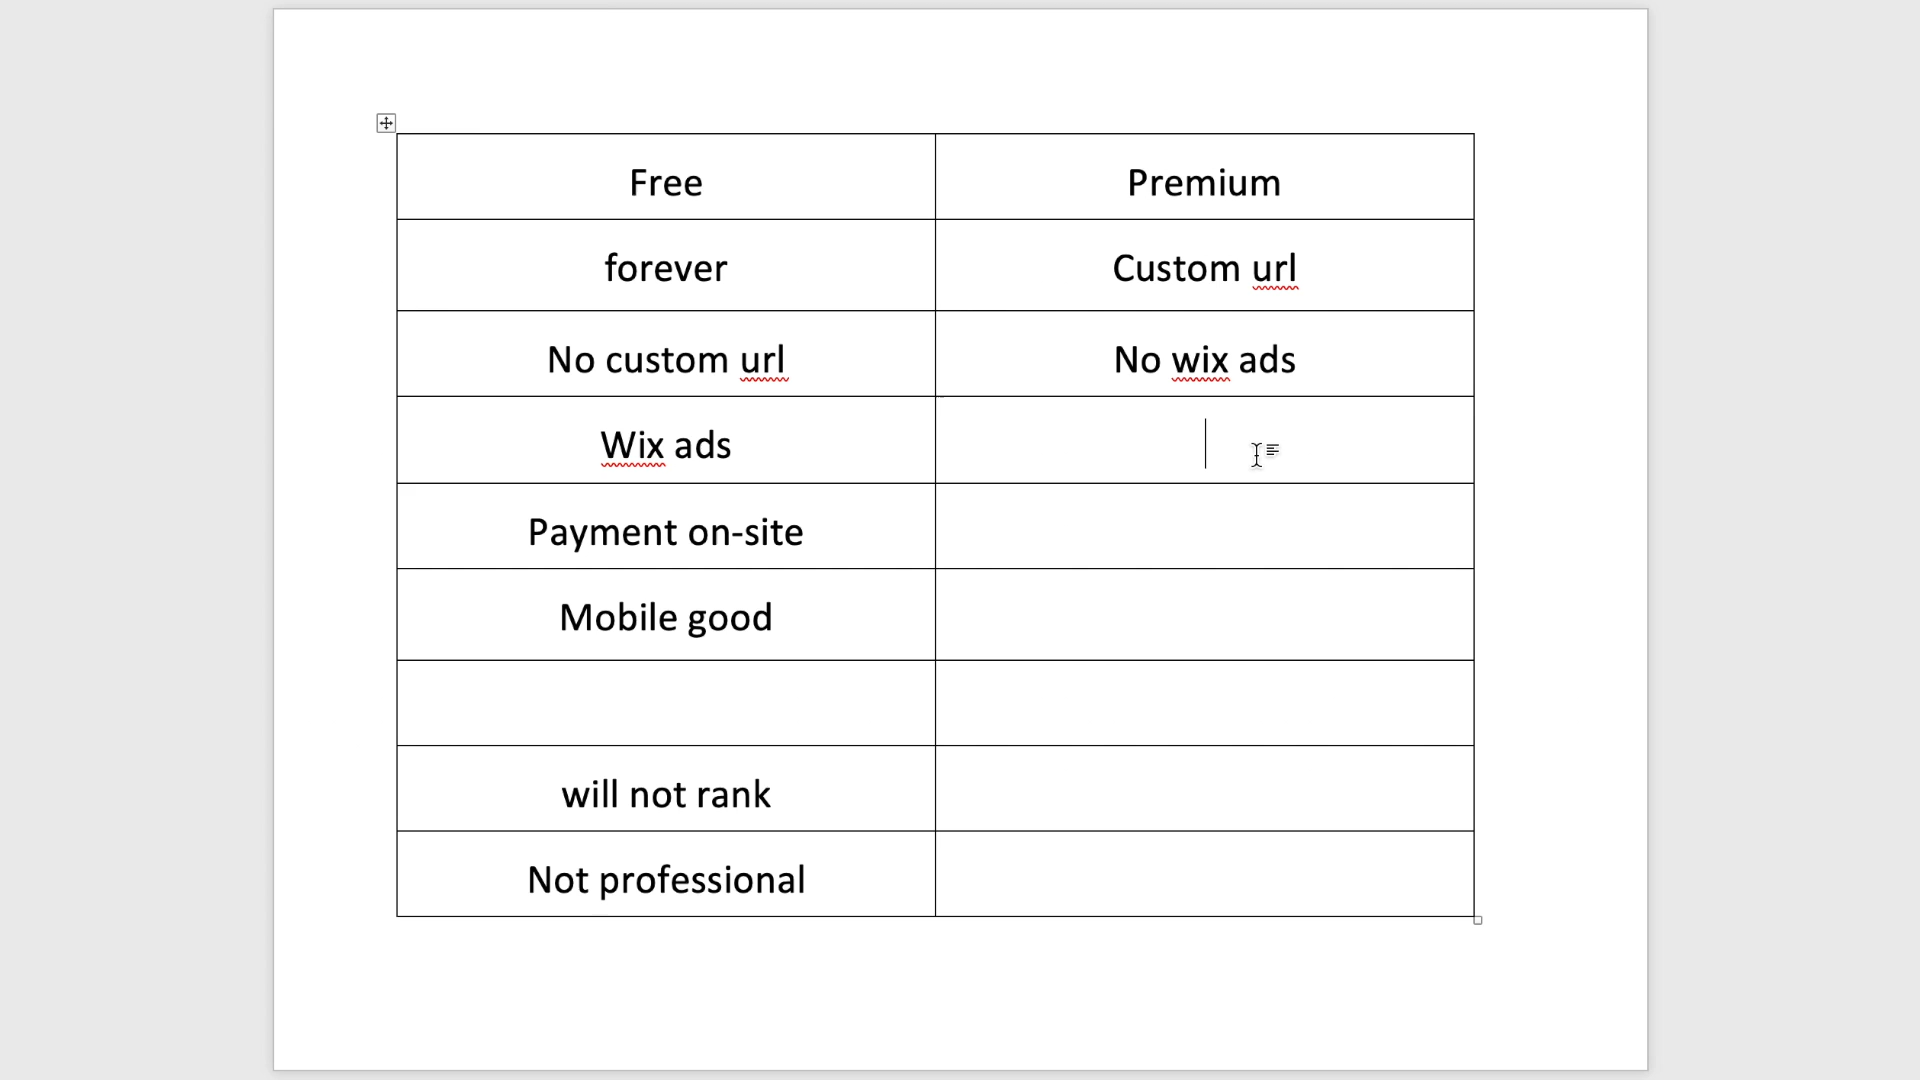 Free
Premium
forever
Custom url
No custom url
No wix ads
Wix ads
Payment on-site
Mobile good
will not rank
Not professional